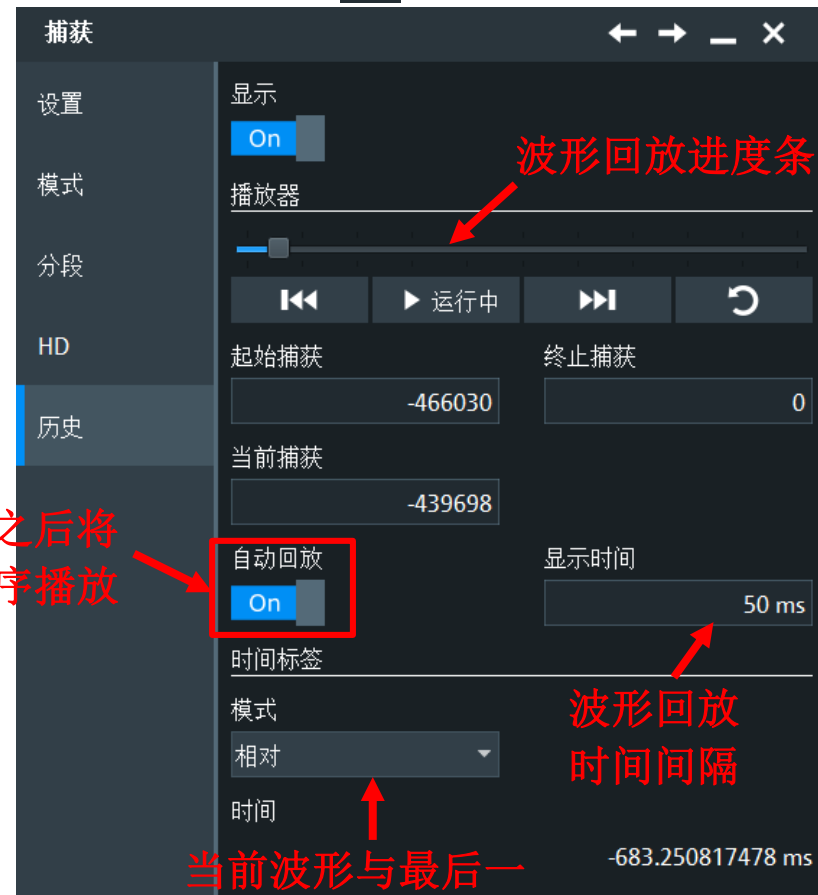 捕获
设置
模式
分段
HD
历史
显示
On
波形回放进度条
播放器
运行中
起始捕获
终止捕获
-466030
0
当前捕获
-439698
之后将
序播放
自动回放
显示时间
On
50 ms
时间标签
模式
波形回放
时间间隔
相对
时间
当前波形与最后一
-683.250817478 ms